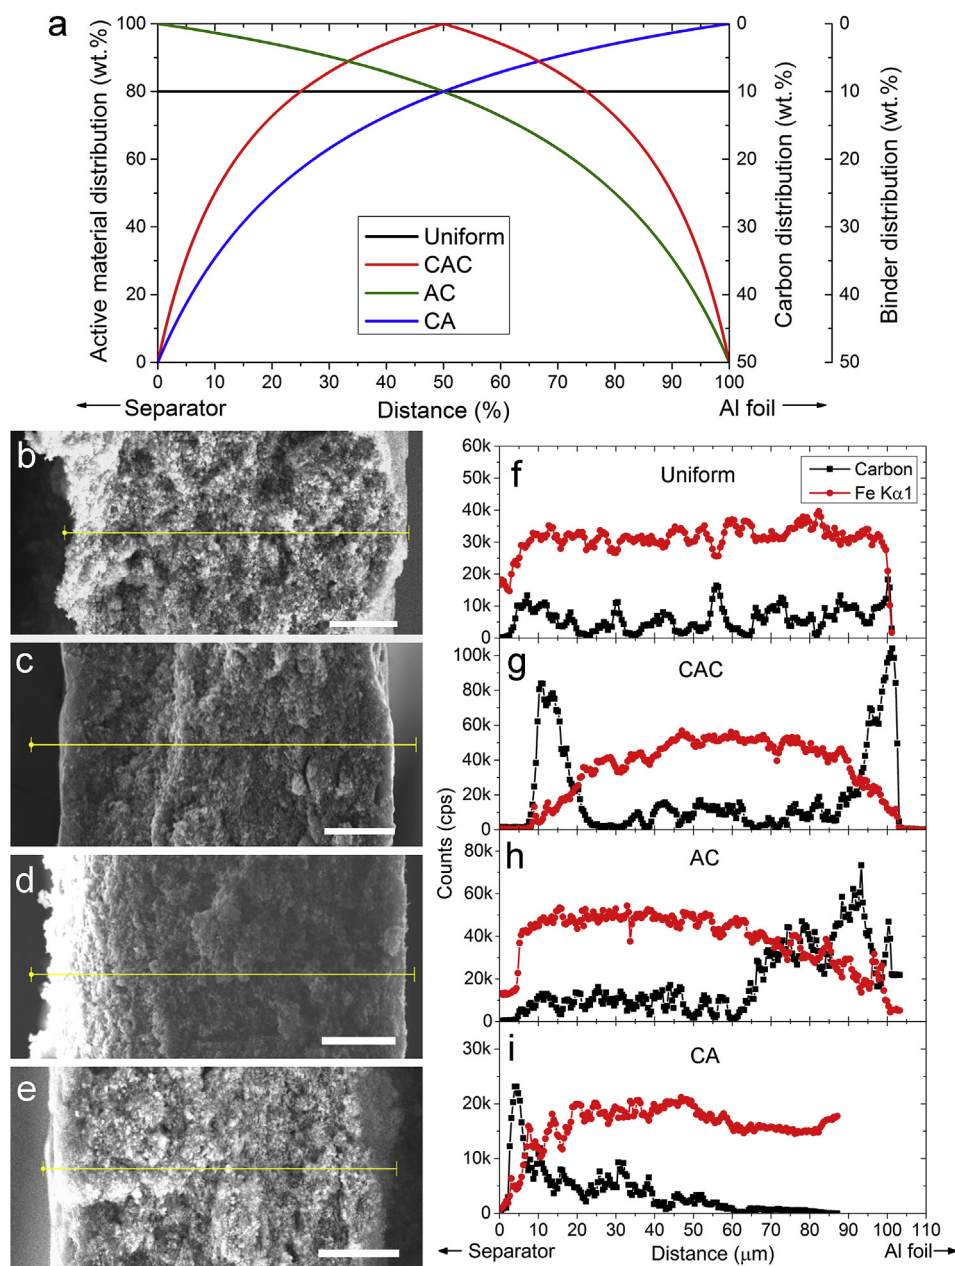 a
Active material distribution (wt.%)
100
80
60
40
20
0
0
10
20
30
40
50
Carbon distribution (wt.%)
0
10
20
30
40
50
Binder distribution (wt.%)
Uniform
CAC
AC
CA
0 10 20 30 40 50 60 70 80 90 100
Separator Distance (%) Al foil
b
c
d
e
f
Uniform
Carbon
Fe Kα1
60k
50k
40k
30k
20k
10k
0
g
CAC
100k
80k
60k
40k
20k
0
Counts (cps)
h
AC
80k
60k
40k
20k
0
i
CA
30k
20k
10k
0
0 10 20 30 40 50 60 70 80 90 100 110
Separator Distance (μm) Al foil